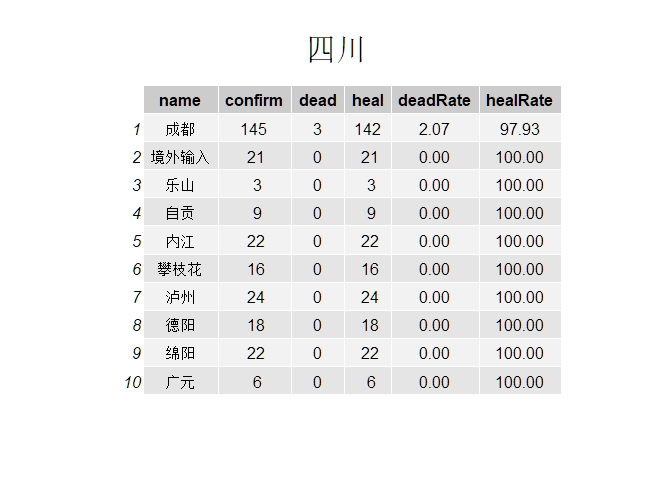 四川
name confirm dead heal deadRate healRate
1 成都 145 3 142 2.07 97.93
2 境外输入 21 0 21 0.00 100.00
3 乐山 3 0 3 0.00 100.00
4 自贡 9 0 9 0.00 100.00
5 内江 22 0 22 0.00 100.00
6 攀枝花 16 0 16 0.00 100.00
7 泸州 24 0 24 0.00 100.00
8 德阳 18 0 18 0.00 100.00
9 绵阳 22 0 22 0.00 100.00
10 广元 6 0 6 0.00 100.00